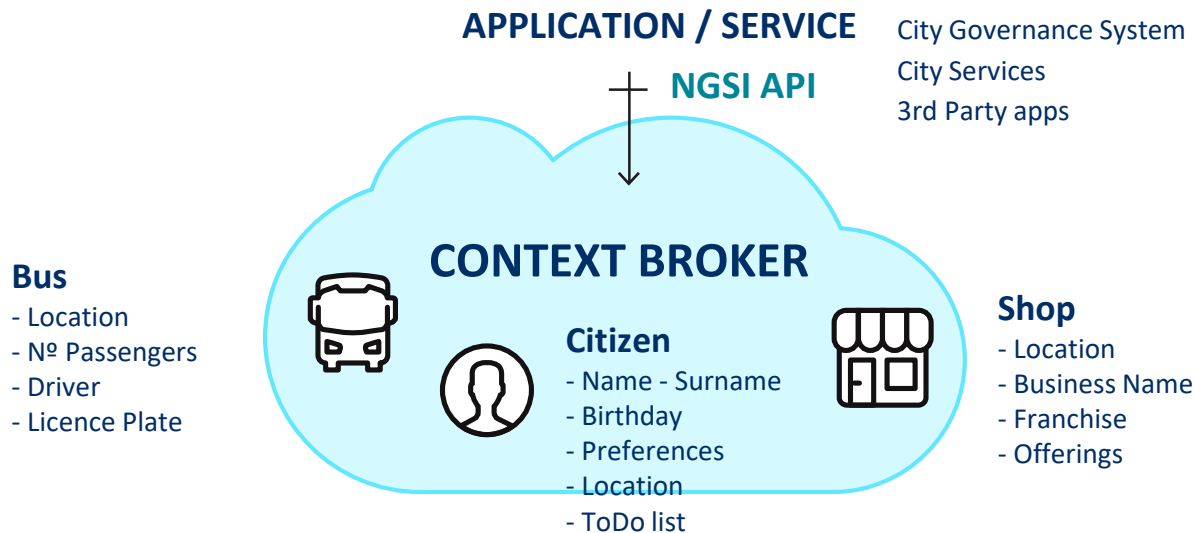 APPLICATION / SERVICE
City Governance System
City Services
3rd Party apps
NGSI API
CONTEXT BROKER
Bus
- Location
- Nº Passengers
- Driver
- Licence Plate
Citizen
- Name - Surname
- Birthday
- Preferences
- Location
- ToDo list
Shop
- Location
- Business Name
- Franchise
- Offerings